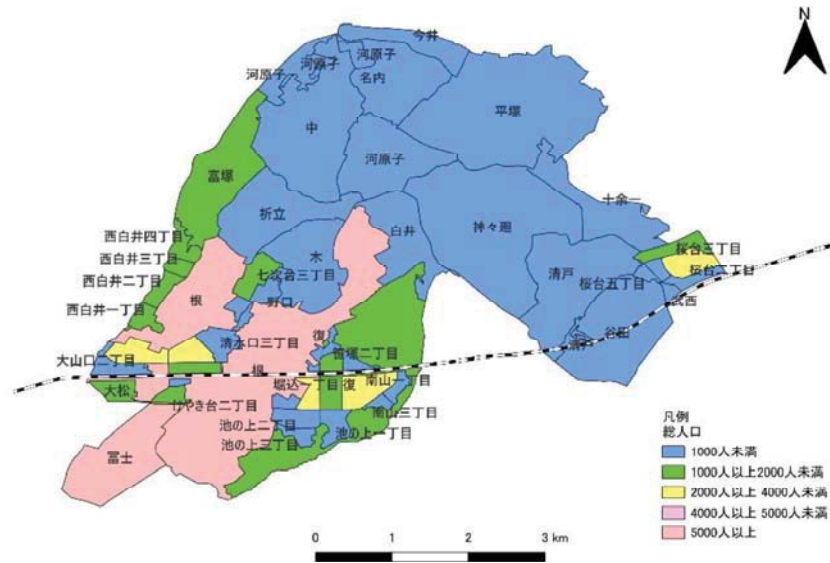 N
今井
河原子
河原子
河原子
名内
平塚
中
河原子
富塚
十余一
折立
白井
神々廻
西白井四丁目
桜台三丁目
西白井三丁目
木
七次台三丁目
清戸
桜台二丁目
西白井二丁目
桜台五丁目
根
野口
武西
西白井一丁目
谷田
清水口三丁目
復
清戸
大山口二丁目
笹塚二丁目
根
大松
堀込一丁目
復
南山一丁目
けやき台二丁目
南山三丁目
池の上二丁目
池の上一丁目
池の上三丁目
冨士
凡例
総人口
1000人未満
1000人以上2000人未満
2000人以上 4000人未満
4000人以上 5000人未満
5000人以上
0 1 2 3 km